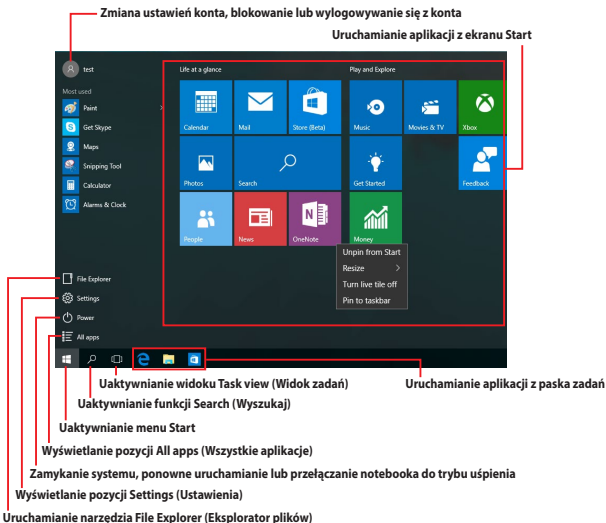 Zmiana ustawień konta, blokowanie lub wylogowywanie się z konta
Uruchamianie aplikacji z ekranu Start
test
Most used
Paint
Get Skype
Maps
Snipping Tool
Calculator
Alarms & Clock
File Explorer
Settings
Power
All apps
Life at a glance
Play and Explore
Calendar
Mail
Store (Beta)
Music
Movies & TV
Xbox
Photos
Search
Get Started
Feedback
People
News
OneNote
Money
Unpin from Start
Resize
Turn live tile off
Pin to taskbar
Uaktywnianie widoku Task view (Widok zadań)
Uruchamianie aplikacji z paska zadań
Uaktywnianie funkcji Search (Wyszukaj)
Uaktywnianie menu Start
Wyświetlanie pozycji All apps (Wszystkie aplikacje)
Zamykanie systemu, ponowne uruchamianie lub przełączanie notebooka do trybu uśpienia
Wyświetlanie pozycji Settings (Ustawienia)
Uruchamianie narzędzia File Explorer (Eksplorator plików)